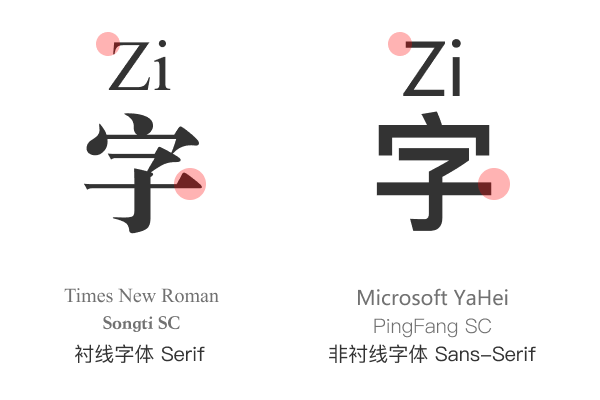 Zi
字
Times New Roman
Songti SC
衬线字体 Serif
Zi
字
Microsoft YaHei
PingFang SC
非衬线字体 Sans-Serif